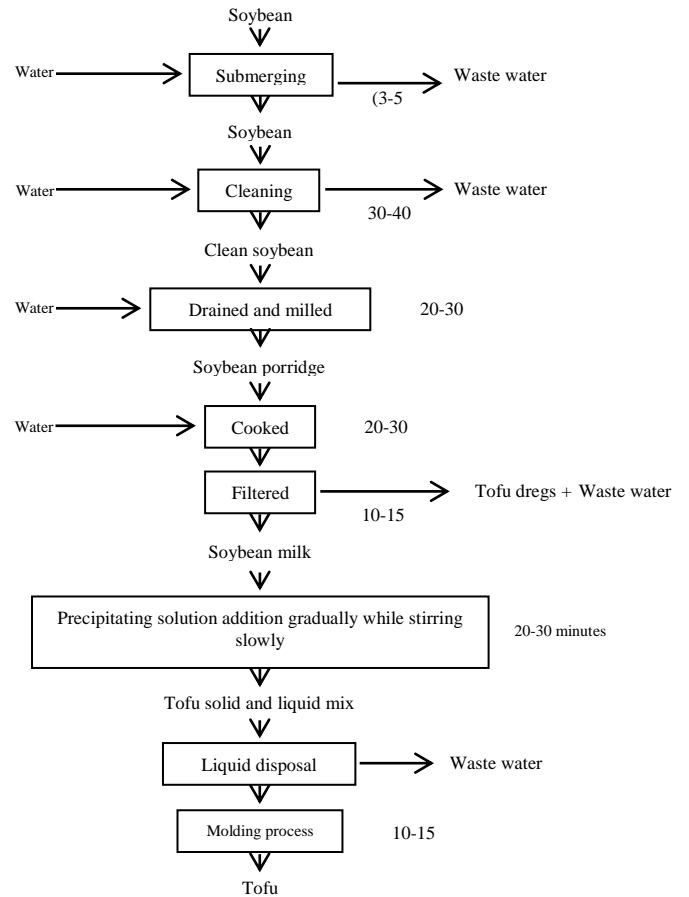 Soybean
Water
Submerging
Waste water
(3-5
Soybean
Water
Cleaning
Waste water
30-40
Clean soybean
Water
Drained and milled
20-30
Soybean porridge
Water
Cooked
20-30
Filtered
Tofu dregs + Waste water
10-15
Soybean milk
Precipitating solution addition gradually while stirring
slowly
20-30 minutes
Tofu solid and liquid mix
Liquid disposal
Waste water
Molding process
10-15
Tofu